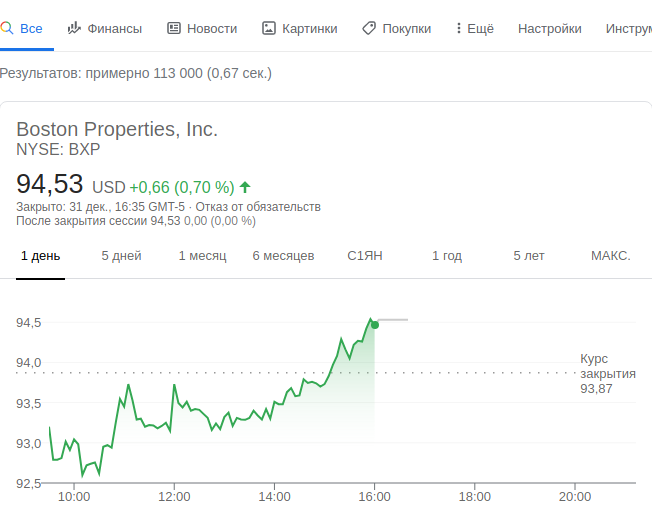 Все Финансы Новости Картинки Покупки Ещё Настройки Инструм
Результатов: примерно 113 000 (0,67 сек.)
Boston Properties, Inc.
NYSE: BXP
94,53 USD +0,66 (0,70 %)
Закрыто: 31 дек., 16:35 GMT-5 · Отказ от обязательств
После закрытия сессии 94,53 0,00 (0,00 %)
1 день 5 дней 1 месяц 6 месяцев С1ЯН 1 год 5 лет МАКС.
94,5
94,0
93,5
93,0
92,5
Курс
закрытия
93,87
10:00 12:00 14:00 16:00 18:00 20:00